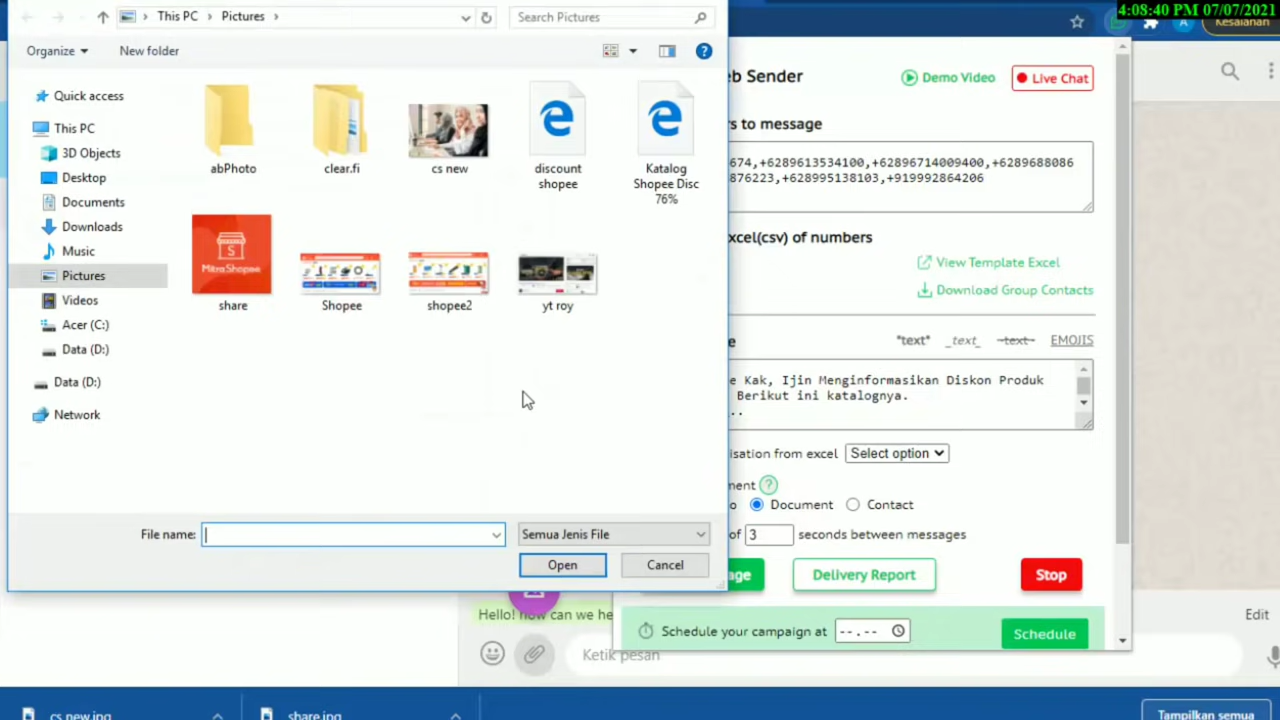 4:08:40 PM 07/07/2021
This PC
Pictures
Search Pictures
Kesalahan
Organize
New folder
Quick access
This PC
3D Objects
Desktop
Documents
Downloads
Music
Pictures
Videos
Acer (C:)
Data (D:)
Data (D:)
Network
abPhoto
clear.fi
cs new
discount
shopee
Katalog
Shopee Disc
76%
S
Mitra Shopee
share
Shopee
shopee2
yt roy
File name:
Semua Jenis File
Open
Cancel
eb Sender
Demo Video
Live Chat
rs to message
674,+6289613534100,+62896714009400,+6289688086
876223,+628995138103,+919992864206
xcel(csv) of numbers
View Template Excel
Download Group Contacts
e
*text*
_text_
~text~
EMOJIS
e Kak, Ijin Menginformasikan Diskon Produk
Berikut ini katalognya.
..
isation from excel
Select option
ment
?
o
Document
Contact
of
3
seconds between messages
age
Delivery Report
Stop
Hello! how can we he
Edit
Schedule your campaign at
--.--
Schedule
Ketik pesan
cs new.jpg
share.jpg
Tampilkan semua